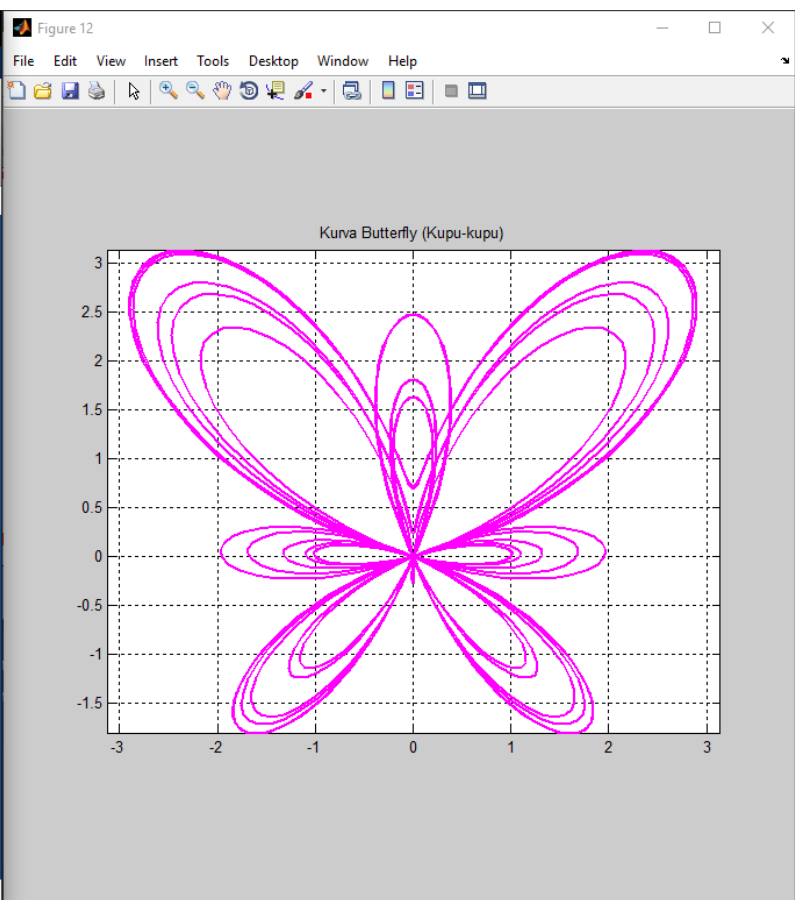 Figure 12
File Edit View Insert Tools Desktop Window Help
Kurva Butterfly (Kupu-kupu)
3
2.5
2
1.5
1
0.5
0
-0.5
-1
-1.5
-3 -2 -1 0 1 2 3